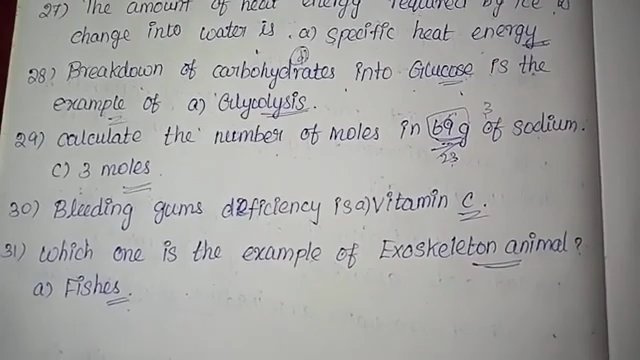 27) The amount of heat energy required by ice to
change into water is . a) Specific heat energy
28) Breakdown of carbohydrates into Glucose is the
example of a) Glycolysis.
29) Calculate the number of moles in 69g of sodium.
3
23
c) 3 moles.
30) Bleeding gums deficiency is a) Vitamin C.
31) Which one is the example of Exoskeleton animal?
a) Fishes.